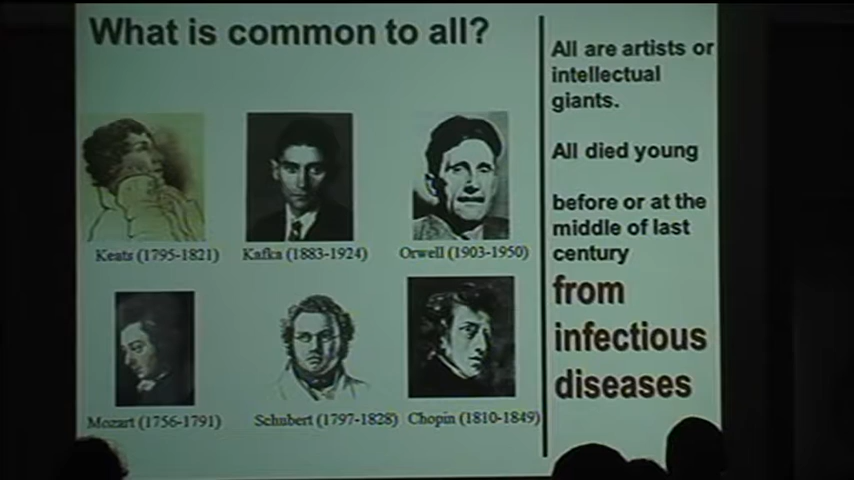 What is common to all?
Keats (1795-1821)
Kafka (1883-1924)
Orwell (1903-1950)
Mozart (1756-1791)
Schubert (1797-1828)
Chopin (1810-1849)
All are artists or
intellectual
giants.
All died young
before or at the
middle of last
century
from
infectious
diseases